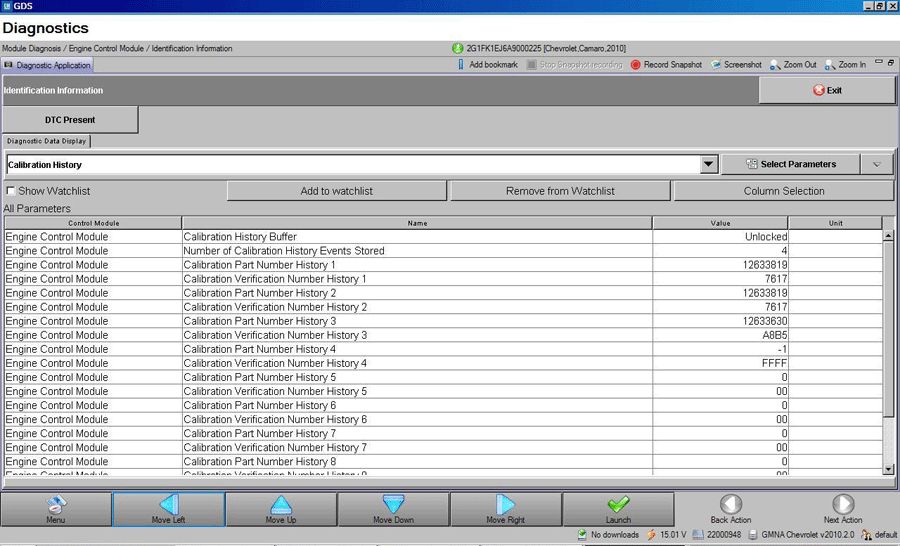 GM GDS
Diagnostics
Module Diagnosis / Engine Control Module / Identification Information 2G1FK1EJ6A9000225 [Chevrolet,Camaro,2010]
Diagnostic Application Add bookmark Stop Snapshot recording Record Snapshot Screenshot Zoom Out Zoom In
Identification Information Exit
DTC Present
Diagnostic Data Display
Calibration History Select Parameters
Show Watchlist Add to watchlist Remove from Watchlist Column Selection
All Parameters
Control Module Name Value Unit
Engine Control Module Calibration History Buffer Unlocked
Engine Control Module Number of Calibration History Events Stored 4
Engine Control Module Calibration Part Number History 1 12633819
Engine Control Module Calibration Verification Number History 1 7617
Engine Control Module Calibration Part Number History 2 12633819
Engine Control Module Calibration Verification Number History 2 7617
Engine Control Module Calibration Part Number History 3 12633630
Engine Control Module Calibration Verification Number History 3 A8B5
Engine Control Module Calibration Part Number History 4 -1
Engine Control Module Calibration Verification Number History 4 FFFF
Engine Control Module Calibration Part Number History 5 0
Engine Control Module Calibration Verification Number History 5 00
Engine Control Module Calibration Part Number History 6 0
Engine Control Module Calibration Verification Number History 6 00
Engine Control Module Calibration Part Number History 7 0
Engine Control Module Calibration Verification Number History 7 00
Engine Control Module Calibration Part Number History 8 0
Engine Control Module Calibration Verification Number History 8 00
Menu Move Left Move Up Move Down Move Right Launch Back Action Next Action
No downloads 15.01 V 22000948 GMNA Chevrolet v2010.2.0 default